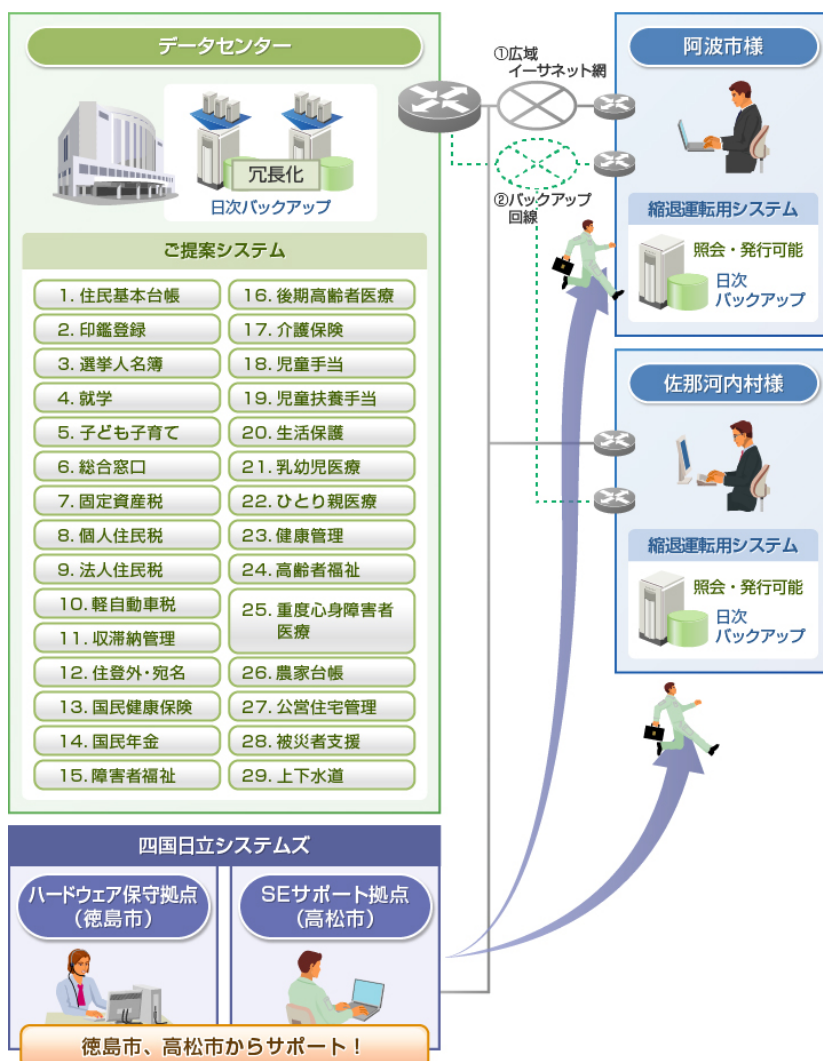 データセンター
冗長化
日次バックアップ
ご提案システム
1. 住民基本台帳
2. 印鑑登録
3. 選挙人名簿
4. 就学
5. 子ども子育て
6. 総合窓口
7. 固定資産税
8. 個人住民税
9. 法人住民税
10. 軽自動車税
11. 収滞納管理
12. 住登外・宛名
13. 国民健康保険
14. 国民年金
15. 障害者福祉
16. 後期高齢者医療
17. 介護保険
18. 児童手当
19. 児童扶養手当
20. 生活保護
21. 乳幼児医療
22. ひとり親医療
23. 健康管理
24. 高齢者福祉
25. 重度心身障害者
医療
26. 農家台帳
27. 公営住宅管理
28. 被災者支援
29. 上下水道
①広域
イーサネット網
②バックアップ
回線
阿波市様
縮退運転用システム
照会・発行可能
日次
バックアップ
佐那河内村様
縮退運転用システム
照会・発行可能
日次
バックアップ
四国日立システムズ
ハードウェア保守拠点
(徳島市)
SEサポート拠点
(高松市)
徳島市、高松市からサポート！